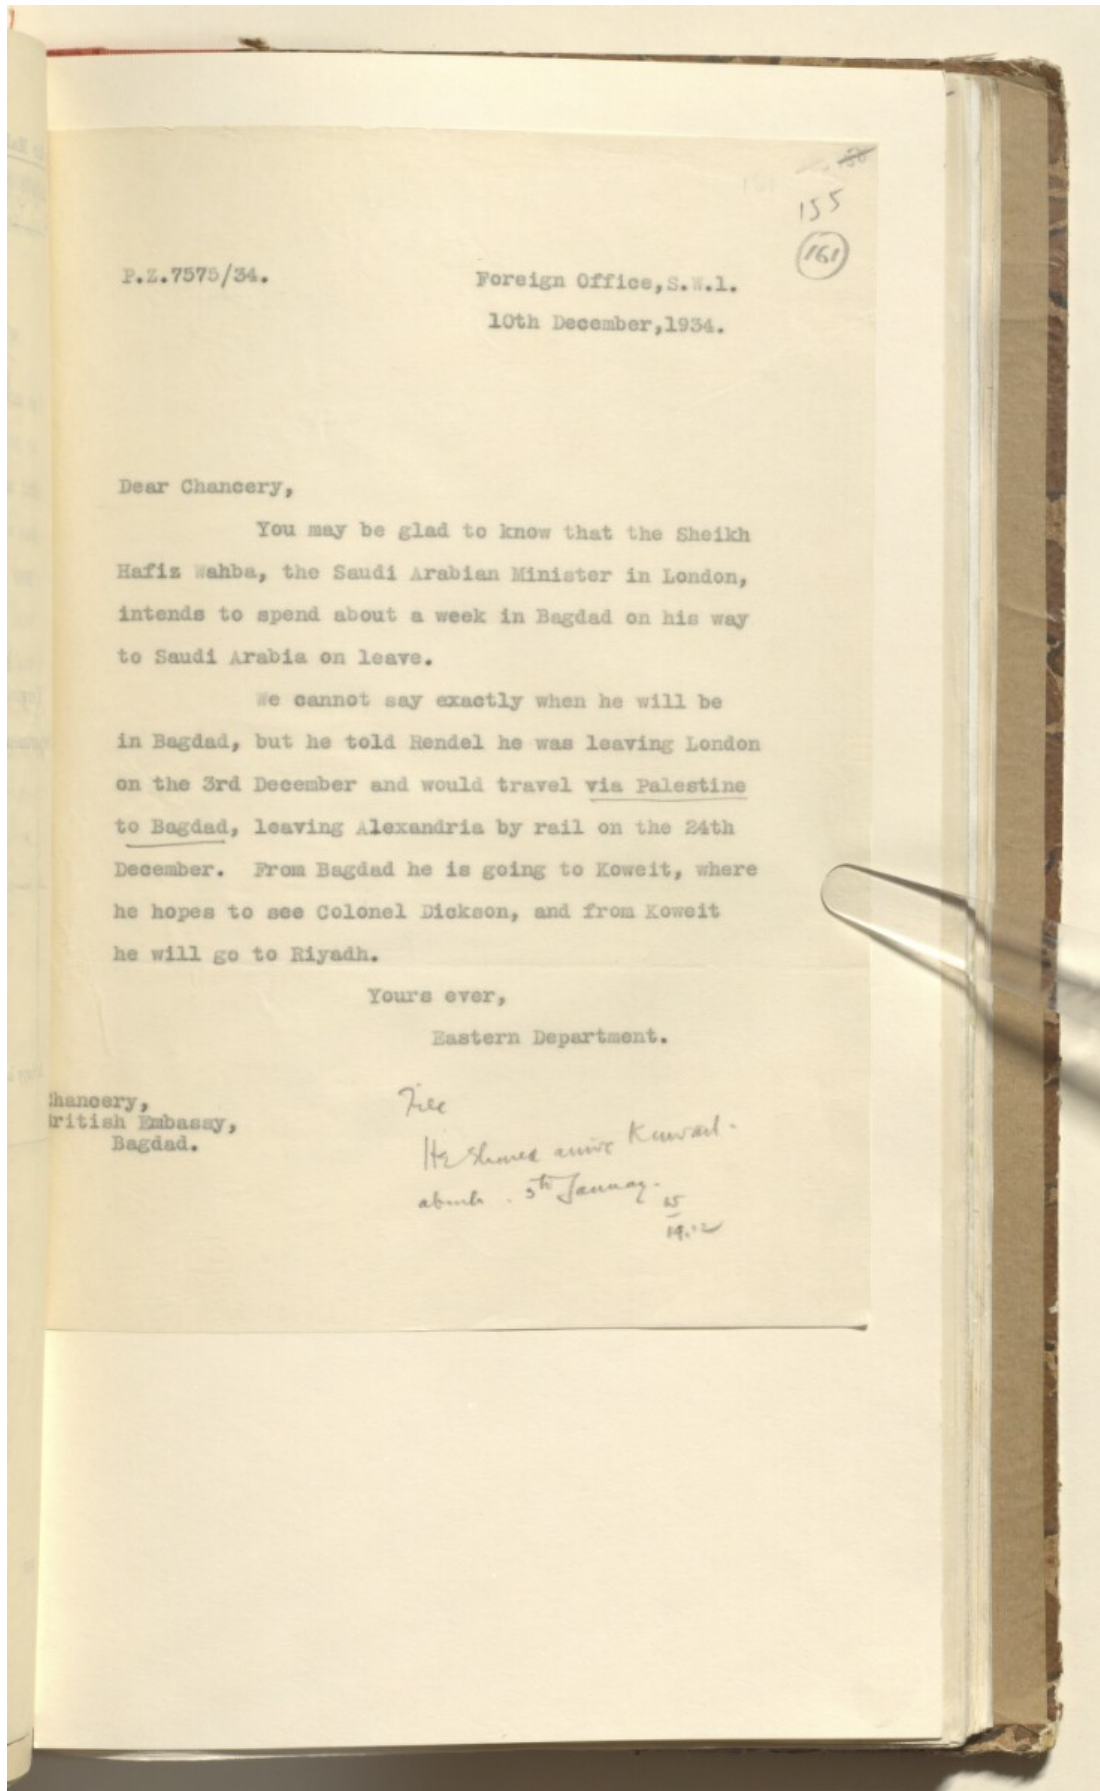 155
161
P.Z.7575/34.
Foreign Office,S.W.1.
10th December,1934.
Dear Chancery,
You may be glad to know that the Sheikh
Hafiz Wahba, the Saudi Arabian Minister in London,
intends to spend about a week in Bagdad on his way
to Saudi Arabia on leave.
We cannot say exactly when he will be
in Bagdad, but he told Rendel he was leaving London
on the 3rd December and would travel via Palestine
to Bagdad, leaving Alexandria by rail on the 24th
December. From Bagdad he is going to Koweit, where
he hopes to see Colonel Dickson, and from Koweit
he will go to Riyadh.
Yours ever,
Eastern Department.
hancery,
ritish Embassy,
Bagdad.
File
He should arrive Kuwait.
about 5th January.
19.12